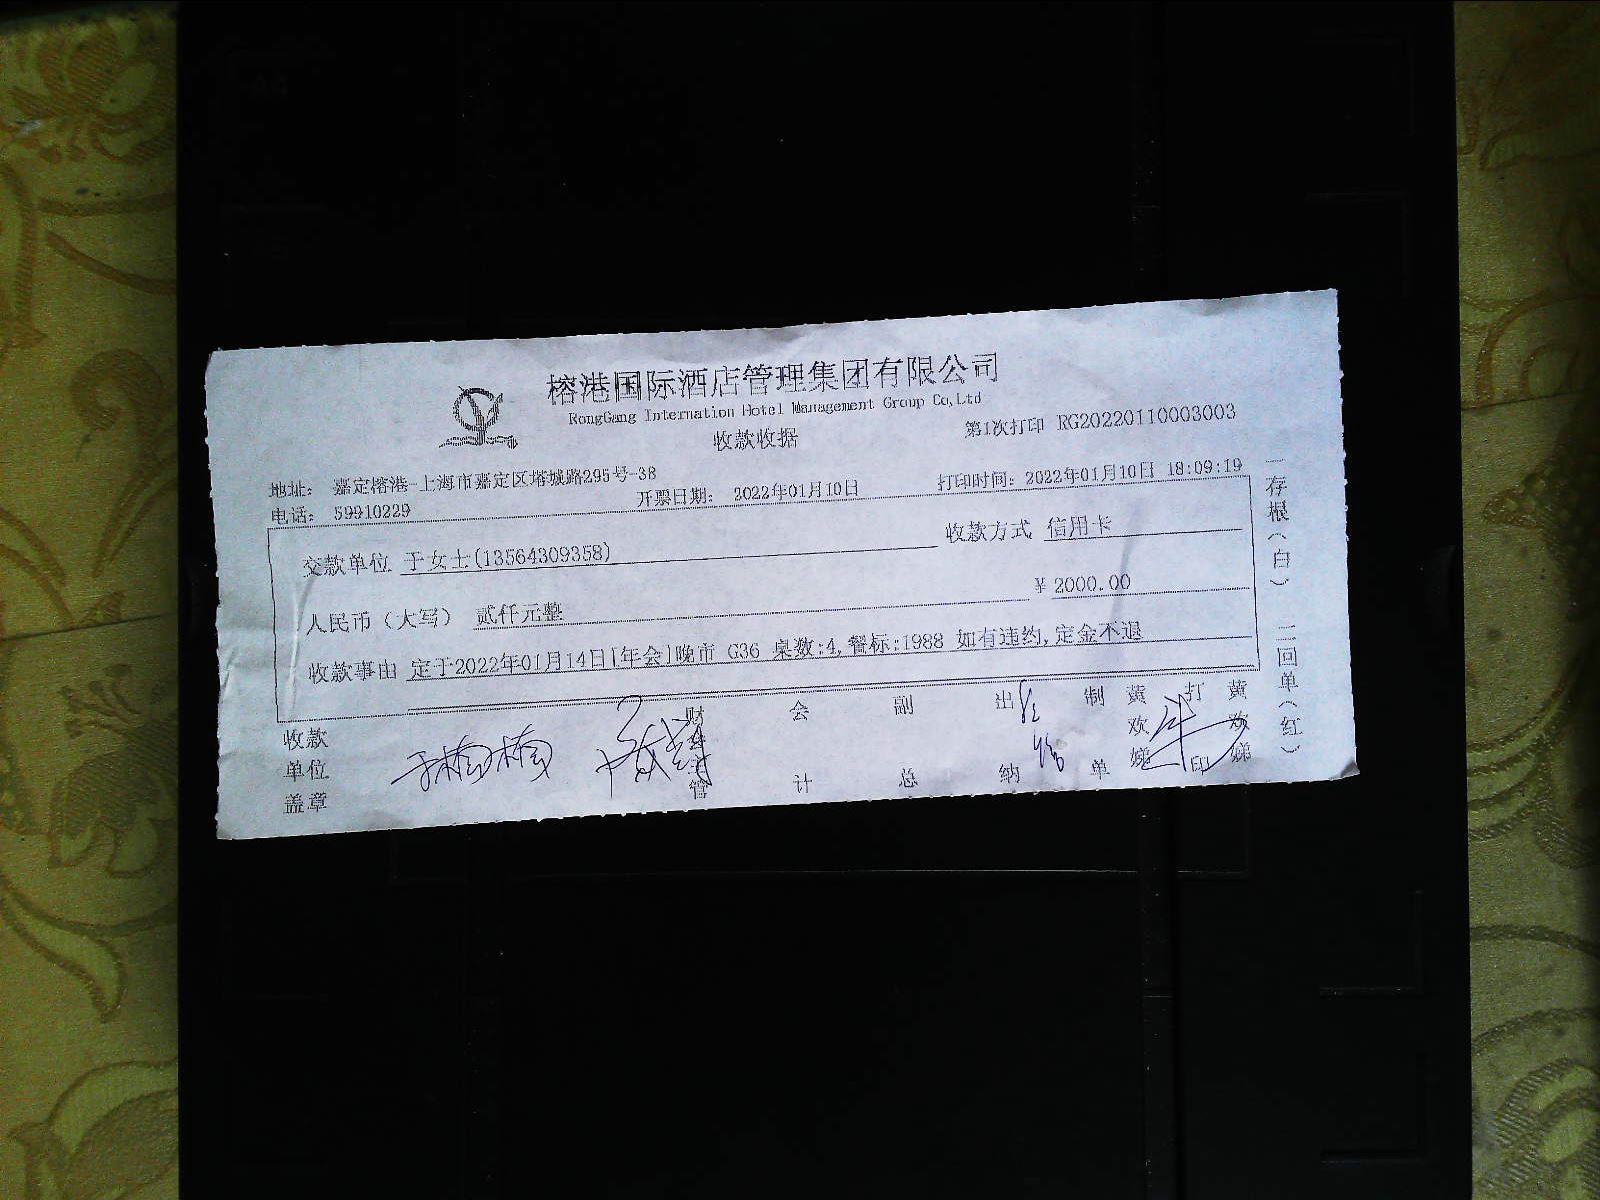 榕港国际酒店管理集团有限公司
RongGang Internation Hotel Management Group Co,Ltd
收款收据
第1次打印 RG20220110003003
地址： 嘉定榕港-上海市嘉定区塔城路295号-38
电话： 59910229
开票日期： 2022年01月10日
打印时间：2022年01月10日 18:09:19
交款单位 于女士(13564309358)
收款方式 信用卡
人民币（大写） 贰仟元整
￥ 2000.00
收款事由 定于2022年01月14日[年会]晚市 G36 桌数:4,餐标:1988 如有违约,定金不退
收款单位盖章
于楠楠
财务主管
会计
副总
出纳
制单
黄欢娣
打印
黄欢娣
一存根（白） 二回单（红）